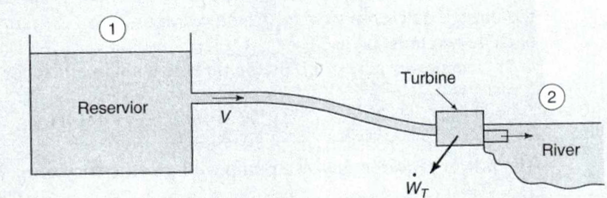 1
Turbine
2
Reservior
V
River
Ẇ_T